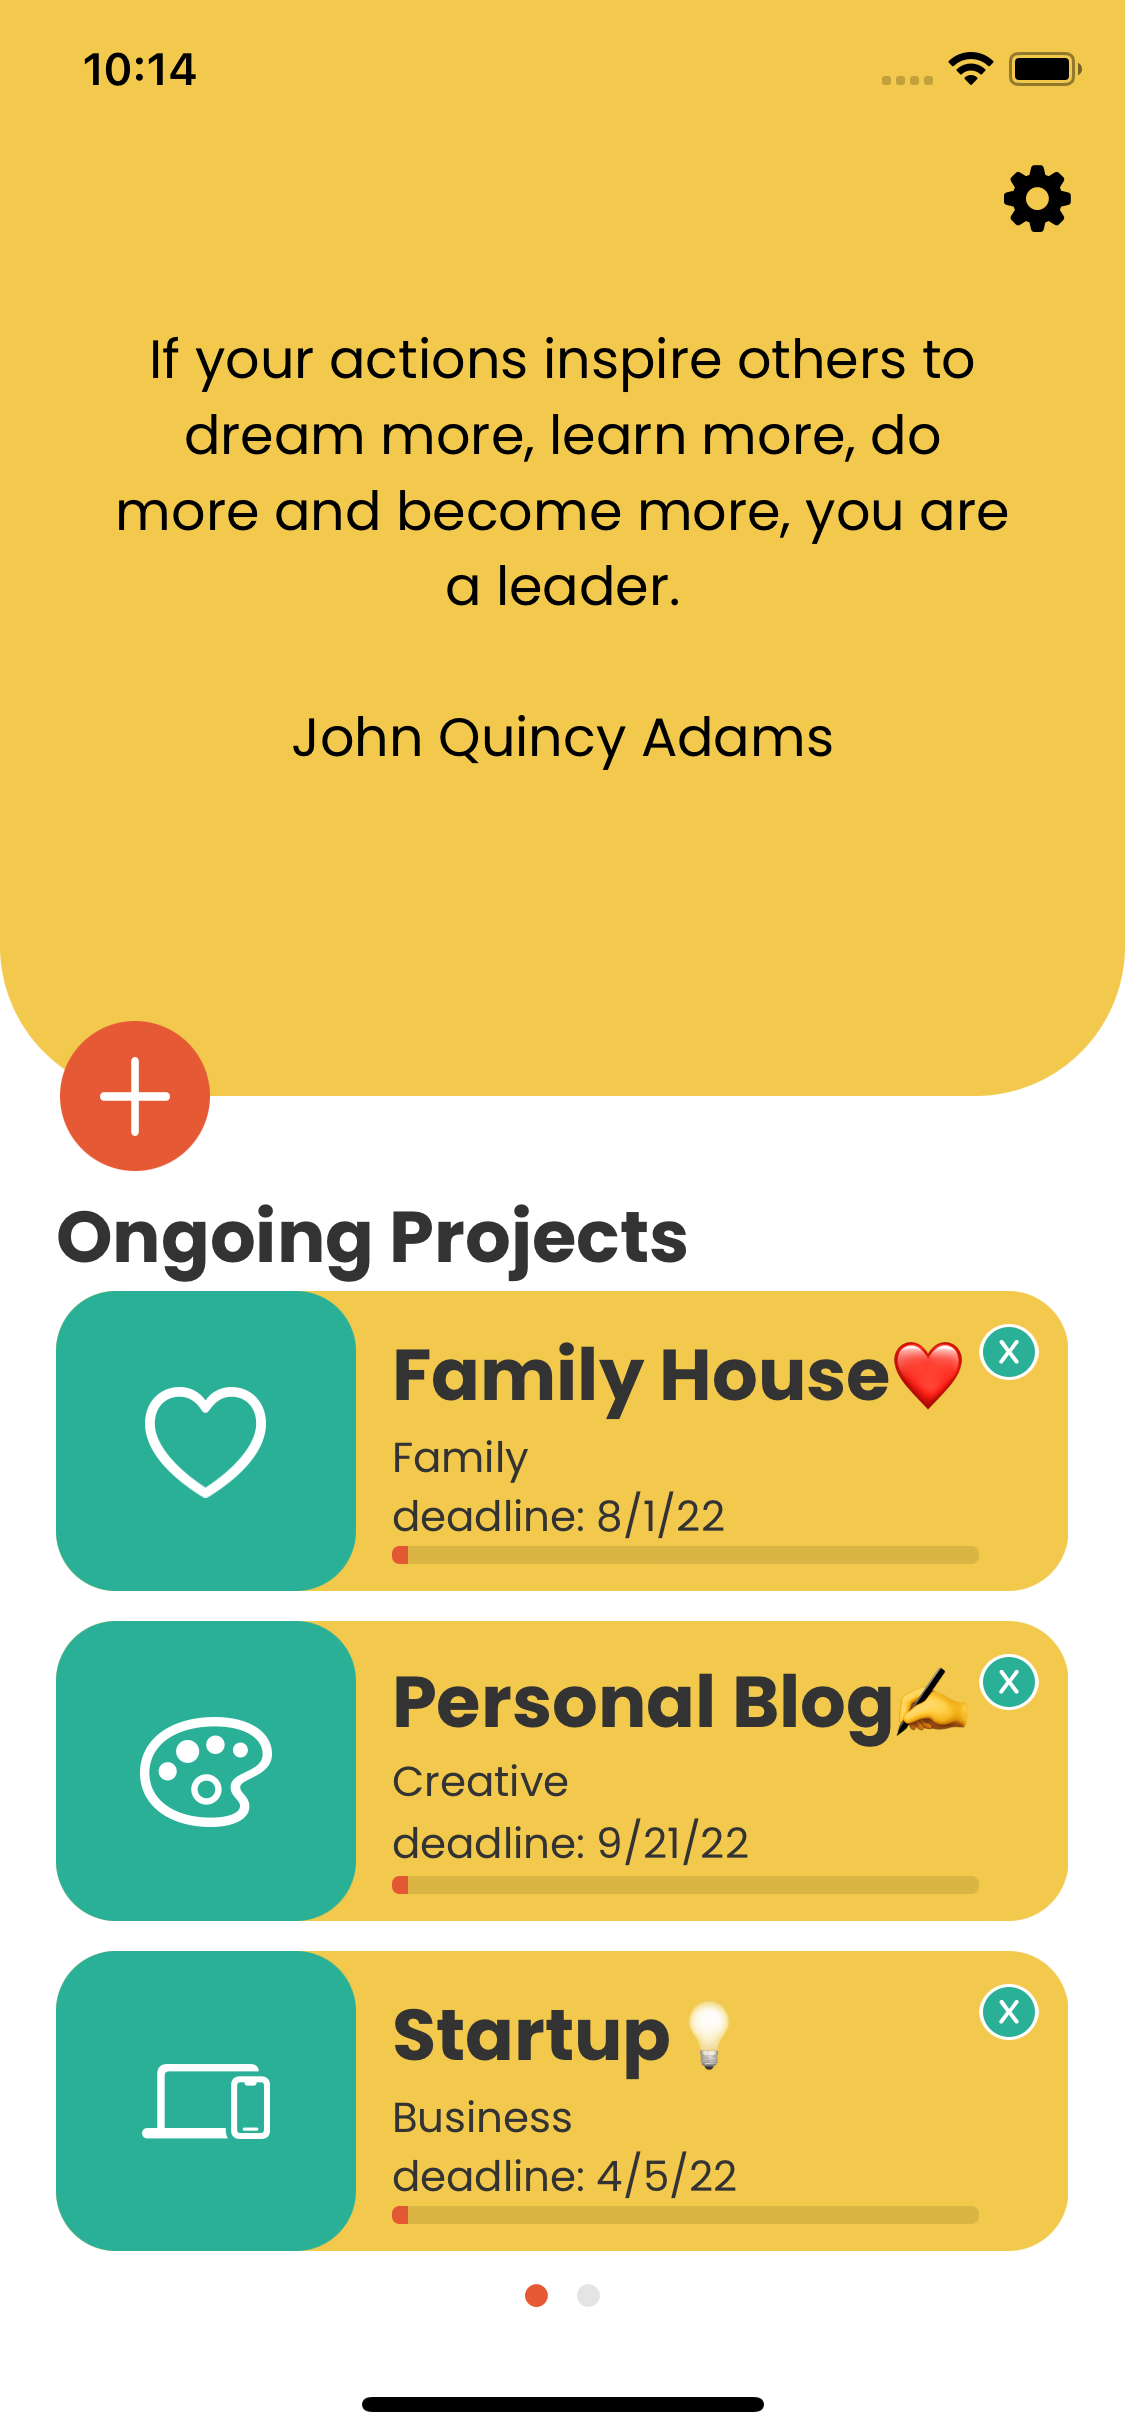 10:14
If your actions inspire others to
dream more, learn more, do
more and become more, you are
a leader.
John Quincy Adams
Ongoing Projects
Family House❤️
X
Family
deadline: 8/1/22
Personal Blog✍️
X
Creative
deadline: 9/21/22
Startup 💡
X
Business
deadline: 4/5/22